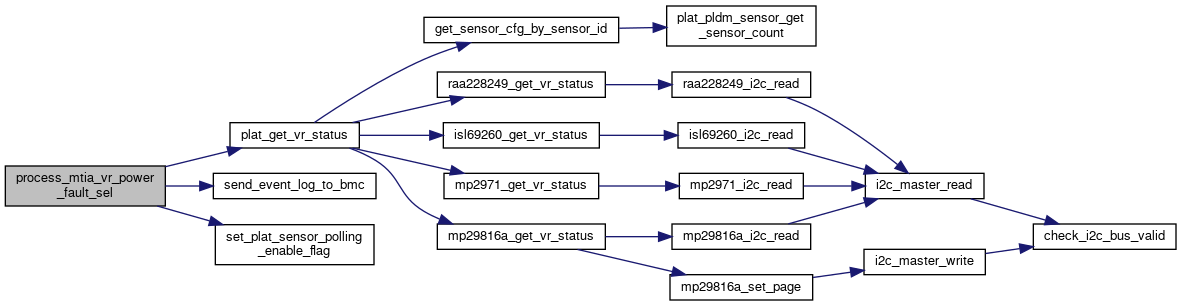 process_mtia_vr_power
_fault_sel
plat_get_vr_status
get_sensor_cfg_by_sensor_id
plat_pldm_sensor_get
_sensor_count
raa228249_get_vr_status
raa228249_i2c_read
isl69260_get_vr_status
isl69260_i2c_read
mp2971_get_vr_status
mp2971_i2c_read
mp29816a_get_vr_status
mp29816a_i2c_read
i2c_master_read
check_i2c_bus_valid
mp29816a_set_page
i2c_master_write
send_event_log_to_bmc
set_plat_sensor_polling
_enable_flag